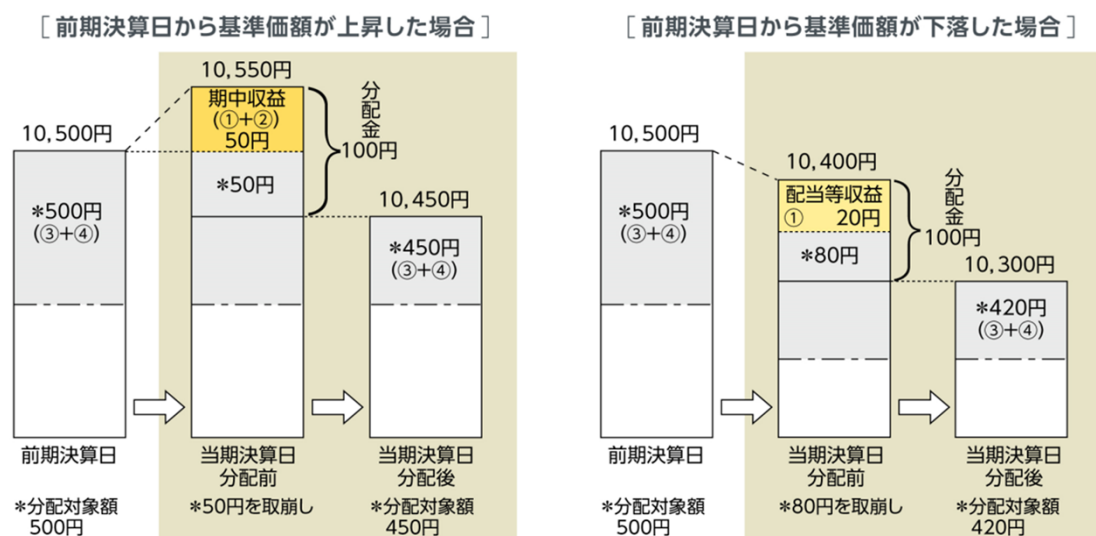 ［前期決算日から基準価額が上昇した場合］
10,550円
期中収益
(①+②)
50円
分配金
100円
10,500円
*50円
10,450円
*500円
(③+④)
*450円
(③+④)
前期決算日
当期決算日
分配前
当期決算日
分配後
*分配対象額
500円
*50円を取崩し
*分配対象額
450円
［前期決算日から基準価額が下落した場合］
10,500円
10,400円
配当等収益
① 20円
分配金
100円
*500円
(③+④)
*80円
10,300円
*420円
(③+④)
前期決算日
当期決算日
分配前
当期決算日
分配後
*分配対象額
500円
*80円を取崩し
*分配対象額
420円